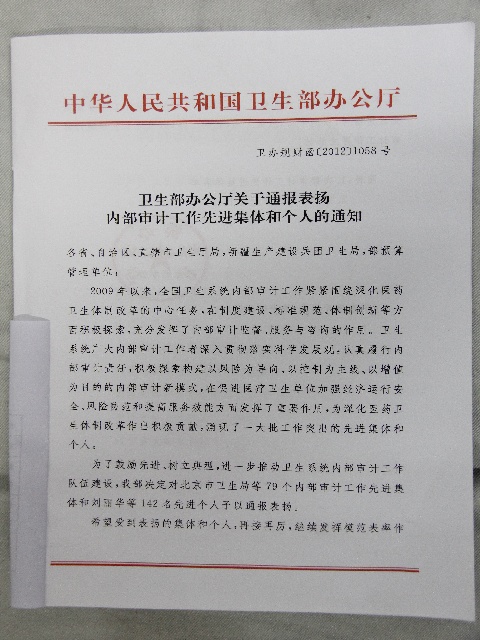 中华人民共和国卫生部办公厅
卫办规财函〔2012〕1058 号
卫生部办公厅关于通报表扬
内部审计工作先进集体和个人的通知
各省、自治区、直辖市卫生厅局,新疆生产建设兵团卫生局,部预算
管理单位:
2009 年以来,全国卫生系统内部审计工作紧紧围绕深化医药
卫生体制改革的中心任务,在制度建设、标准规范、体制创新等方
面积极探索,充分发挥了内部审计监督、服务与咨询的作用。卫生
系统广大内部审计工作者深入贯彻落实科学发展观,认真履行内
部审计责任,积极探索构建以风险为导向、以控制为主线、以增值
为目的的内部审计新模式,在促进医疗卫生单位加强经济运行安
全、风险防范和提高服务效能方面发挥了重要作用,为深化医药卫
生体制改革作出积极贡献,涌现了一大批工作突出的先进集体和
个人。
为了鼓励先进、树立典型,进一步推动卫生系统内部审计工作
队伍建设,我部决定对北京市卫生局等 79 个内部审计工作先进集
体和刘丽华等 142 名先进个人予以通报表扬。
希望受到表扬的集体和个人,再接再厉,继续发挥模范表率作